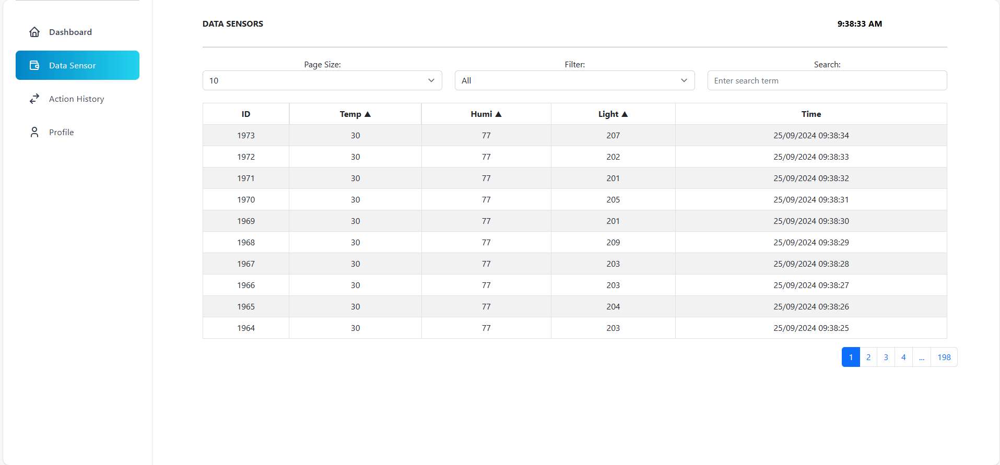 Dashboard
Data Sensor
Action History
Profile
DATA SENSORS 9:38:33 AM
Page Size: Filter: Search:
10 All Enter search term
ID Temp ▲ Humi ▲ Light ▲ Time
1973 30 77 207 25/09/2024 09:38:34
1972 30 77 202 25/09/2024 09:38:33
1971 30 77 201 25/09/2024 09:38:32
1970 30 77 205 25/09/2024 09:38:31
1969 30 77 201 25/09/2024 09:38:30
1968 30 77 209 25/09/2024 09:38:29
1967 30 77 203 25/09/2024 09:38:28
1966 30 77 203 25/09/2024 09:38:27
1965 30 77 204 25/09/2024 09:38:26
1964 30 77 203 25/09/2024 09:38:25
1 2 3 4 ... 198